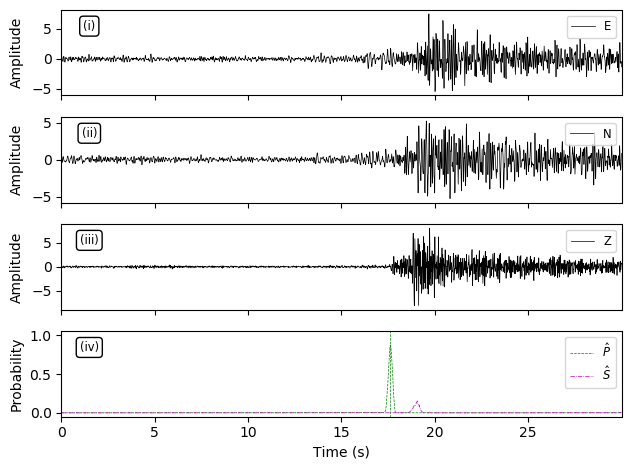 (i)
E
Amplitude
5
0
−5
(ii)
N
Amplitude
5
0
−5
(iii)
Z
Amplitude
5
0
−5
(iv)
P̂
Ŝ
Probability
1.0
0.5
0.0
0 5 10 15 20 25
Time (s)